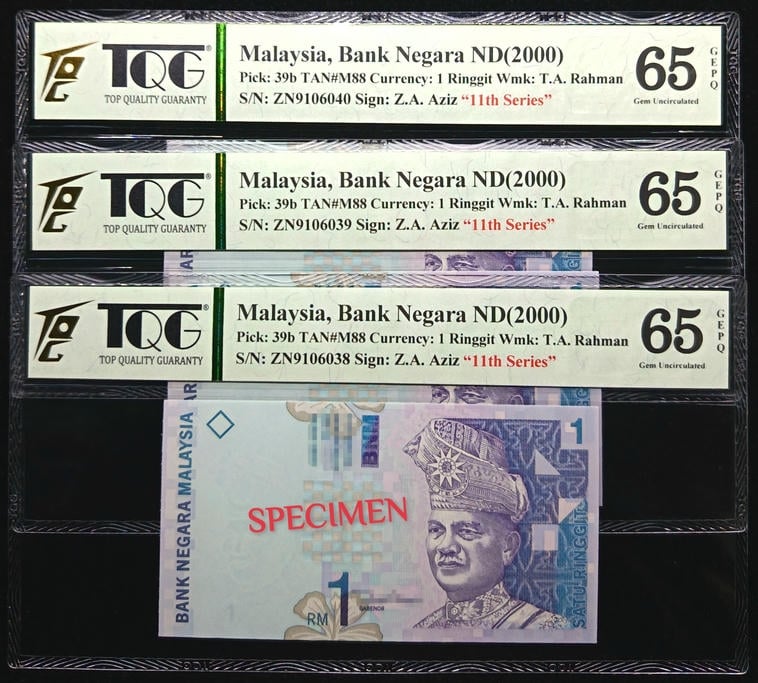 TQG®
TOP QUALITY GUARANTY
Malaysia, Bank Negara ND(2000)
Pick: 39b TAN#M88 Currency: 1 Ringgit Wmk: T.A. Rahman
S/N: ZN9106040 Sign: Z.A. Aziz “11th Series”
65
Gem Uncirculated
GEPQ
TQG®
TOP QUALITY GUARANTY
Malaysia, Bank Negara ND(2000)
Pick: 39b TAN#M88 Currency: 1 Ringgit Wmk: T.A. Rahman
S/N: ZN9106039 Sign: Z.A. Aziz “11th Series”
65
Gem Uncirculated
GEPQ
TQG®
TOP QUALITY GUARANTY
Malaysia, Bank Negara ND(2000)
Pick: 39b TAN#M88 Currency: 1 Ringgit Wmk: T.A. Rahman
S/N: ZN9106038 Sign: Z.A. Aziz “11th Series”
65
Gem Uncirculated
GEPQ
BANK NEGARA MALAYSIA
BNM
1
SPECIMEN
SATU RINGGIT
RM 1
GABENOR